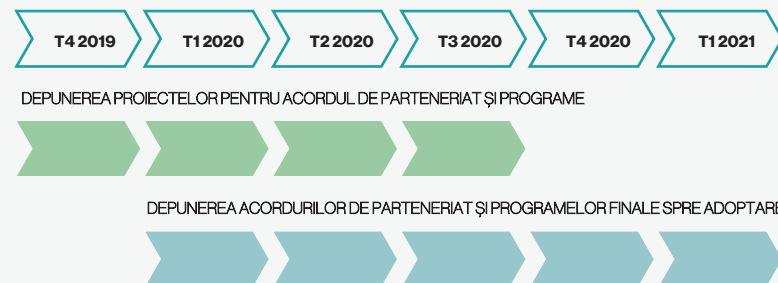 T4 2019 T1 2020 T2 2020 T3 2020 T4 2020 T1 2021
DEPUNEREA PROIECTELOR PENTRU ACORDUL DE PARTENERIAT ȘI PROGRAME
DEPUNEREA ACORDURILOR DE PARTENERIAT ȘI PROGRAMELOR FINALE SPRE ADOPTARE